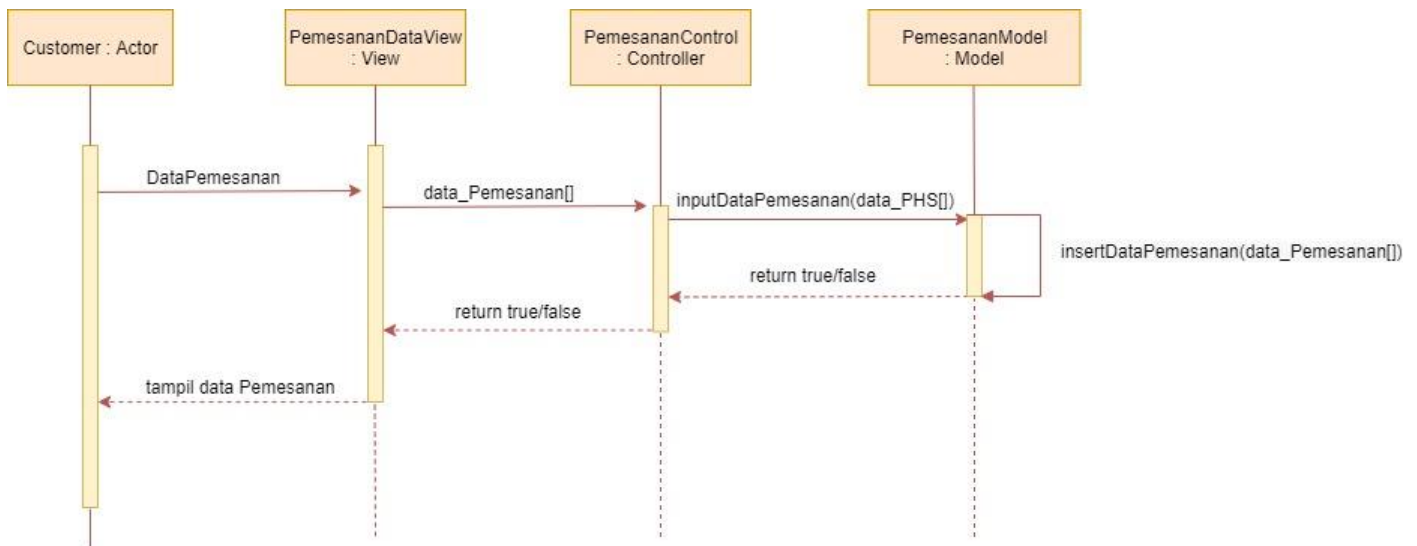 Customer : Actor
PemesananDataView
: View
PemesananControl
: Controller
PemesananModel
: Model
DataPemesanan
data_Pemesanan[]
inputDataPemesanan(data_PHS[])
insertDataPemesanan(data_Pemesanan[])
return true/false
return true/false
tampil data Pemesanan